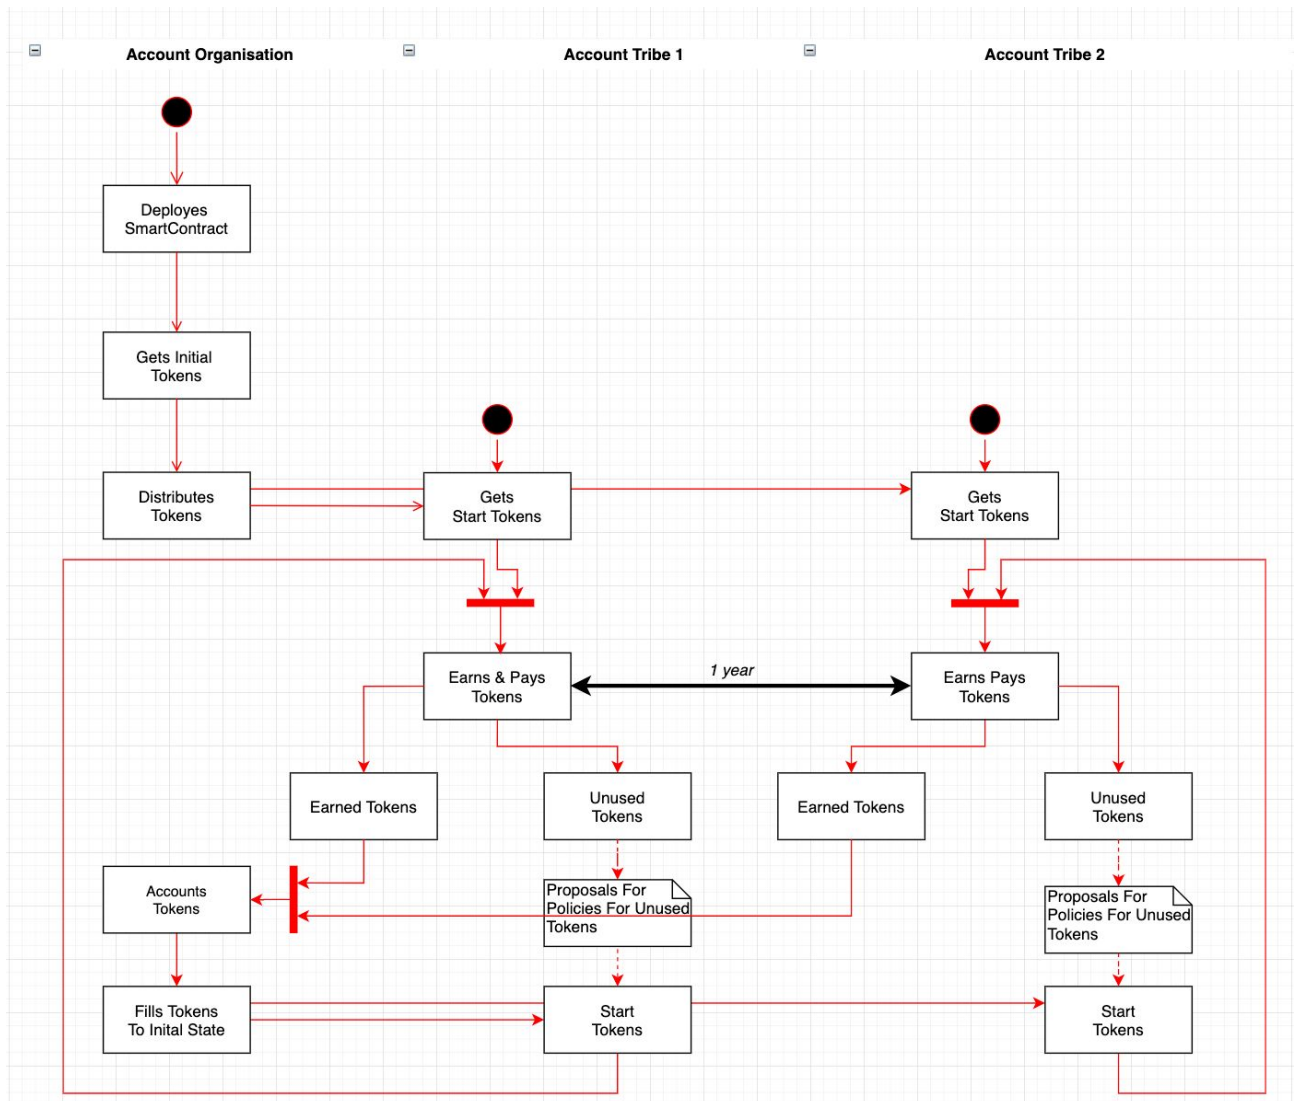 Account Organisation
Account Tribe 1
Account Tribe 2
Deployes
SmartContract
Gets Initial
Tokens
Distributes
Tokens
Gets
Start Tokens
Gets
Start Tokens
Earns & Pays
Tokens
1 year
Earns Pays
Tokens
Earned Tokens
Unused
Tokens
Earned Tokens
Unused
Tokens
Accounts
Tokens
Proposals For
Policies For Unused
Tokens
Proposals For
Policies For Unused
Tokens
Fills Tokens
To Inital State
Start
Tokens
Start
Tokens